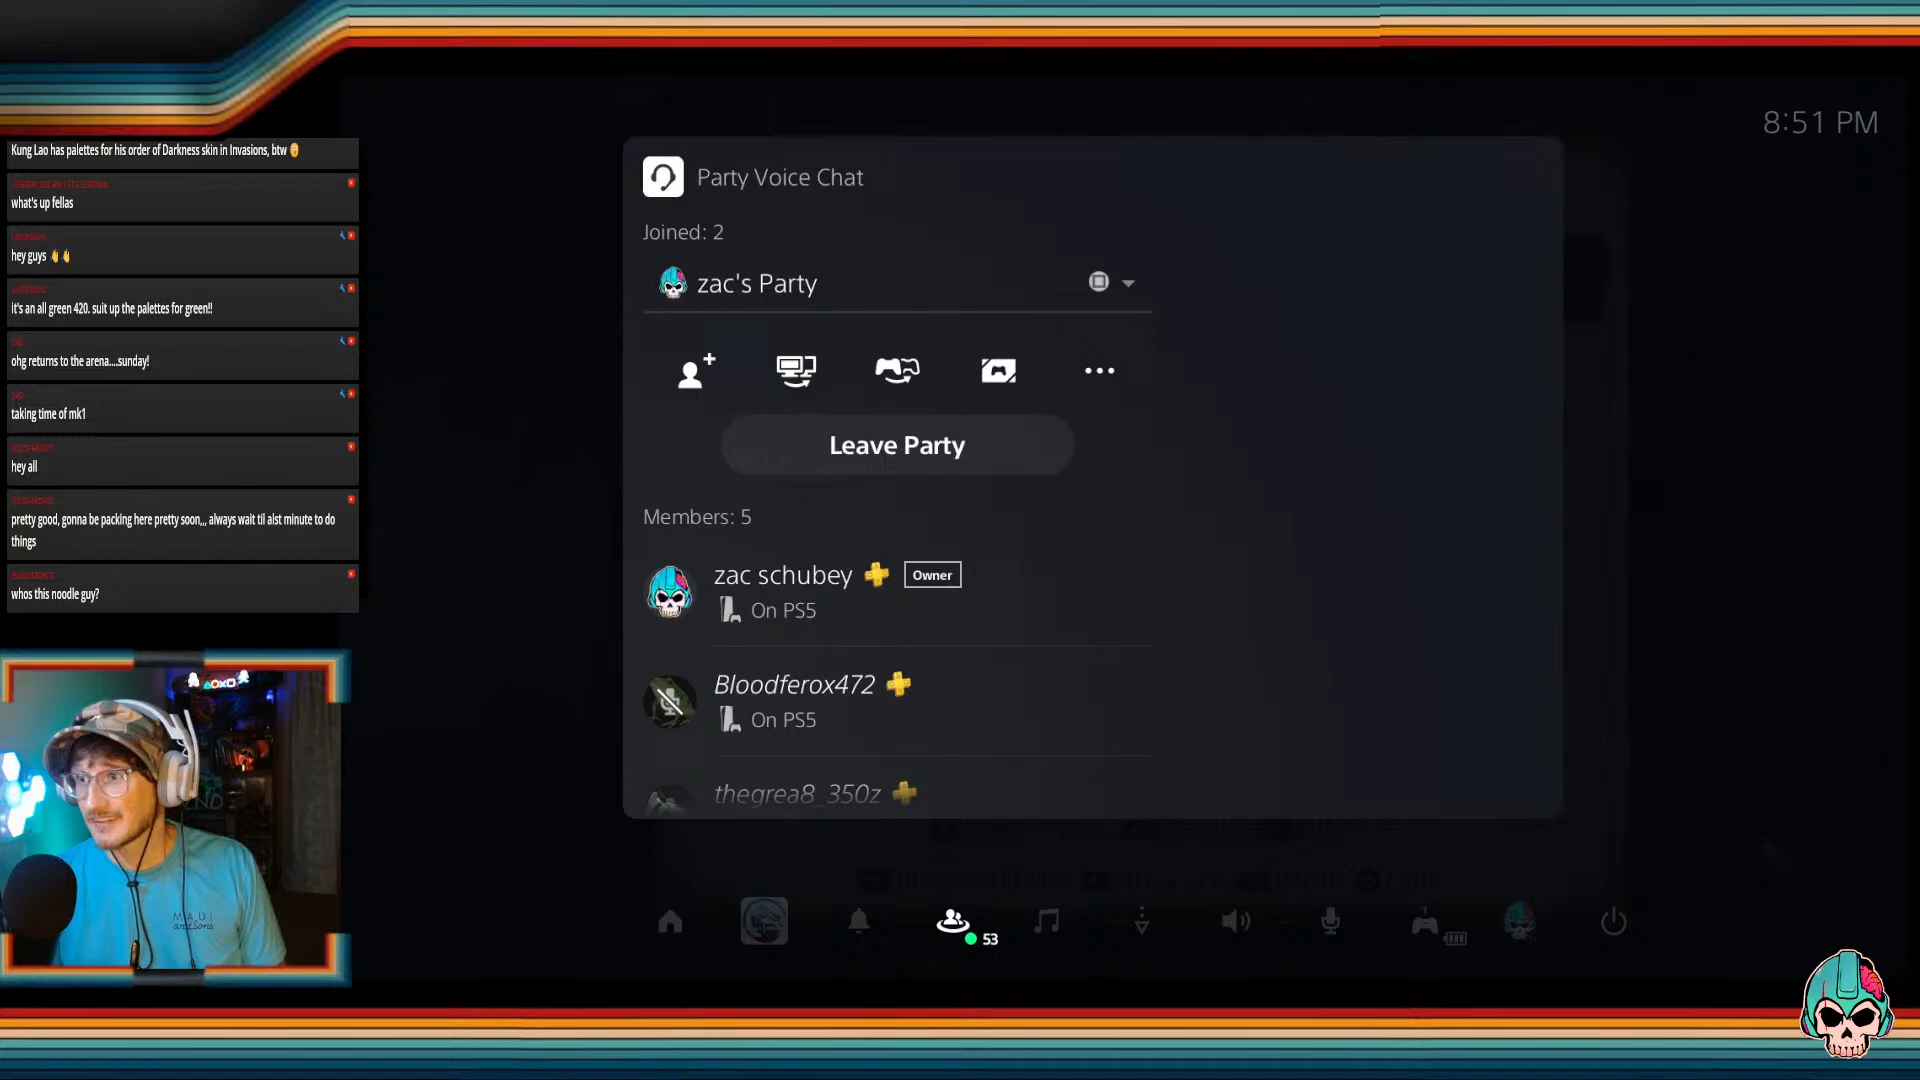 8:51 PM
Kung Lao has palettes for his order of Darkness skin in Invasions, btw
what's up fellas
hey guys
it's an all green 420. suit up the palettes for green!!
ohg returns to the arena....sunday!
taking time of mk1
hey all
pretty good, gonna be packing here pretty soon,,, always wait til alst minute to do
things
whos this noodle guy?
Party Voice Chat
Joined: 2
zac's Party
Leave Party
Members: 5
zac schubey
Owner
On PS5
Bloodferox472
On PS5
thegrea8_350z
53
MAUI
andSons